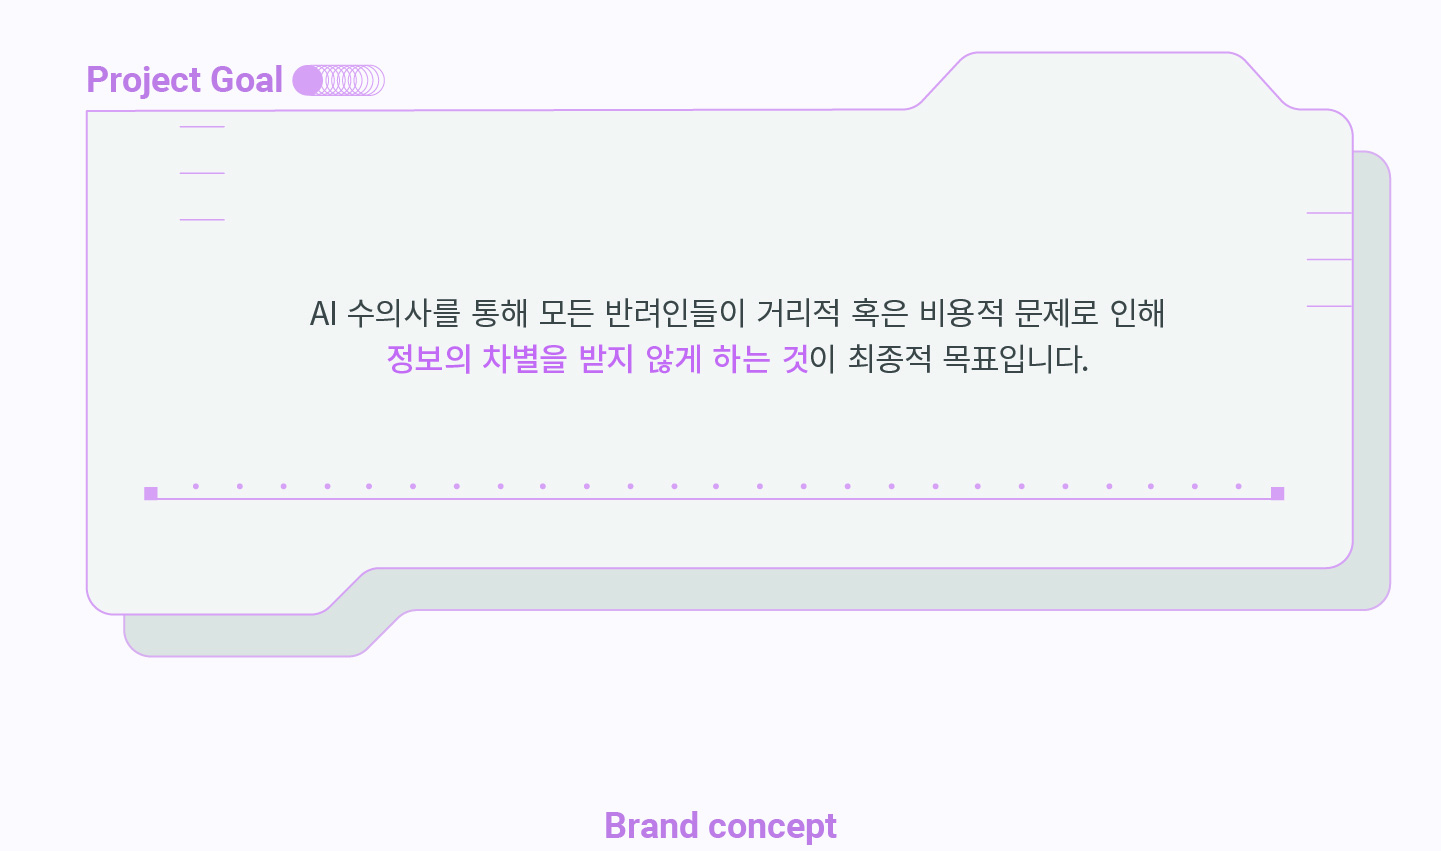 Project Goal
AI 수의사를 통해 모든 반려인들이 거리적 혹은 비용적 문제로 인해
정보의 차별을 받지 않게 하는 것이 최종적 목표입니다.
Brand concept